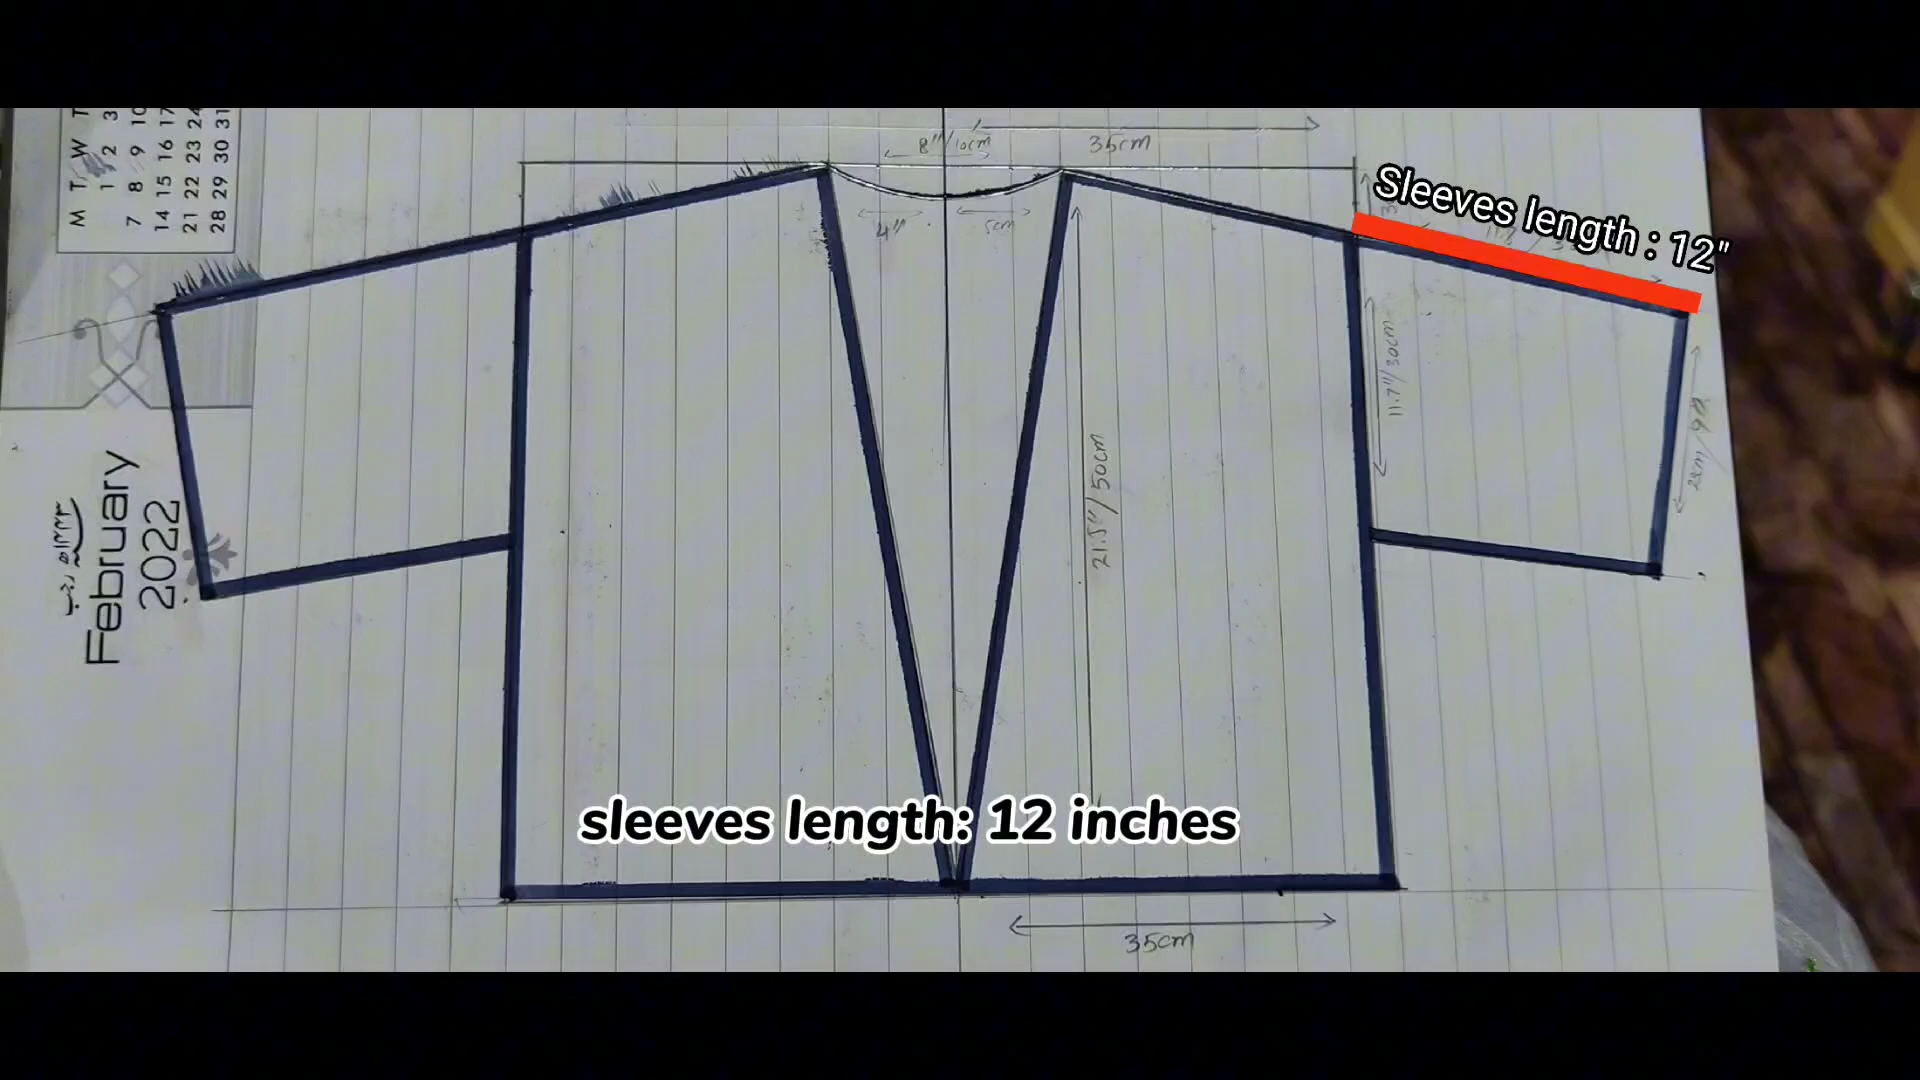 M T W T
1 2 3
7 8 9 10
14 15 16 17
21 22 23 24
28 29 30 31
February
2022
8"/10cm
35cm
4"
5cm
Sleeves length : 12"
11.7"/30cm
21.5"/50cm
sleeves length: 12 inches
35cm